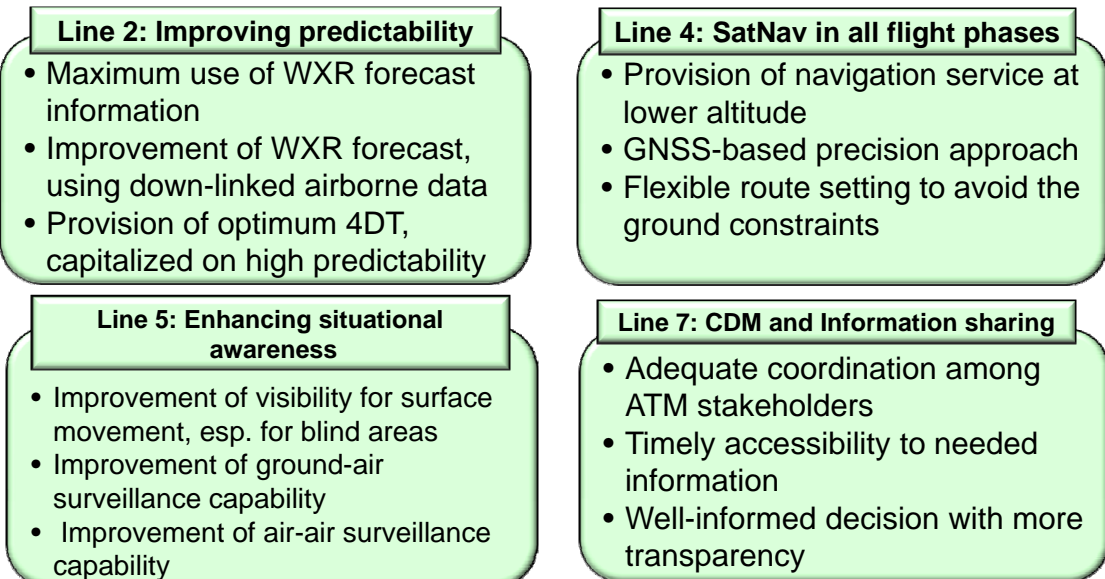 Line 2: Improving predictability
• Maximum use of WXR forecast
information
• Improvement of WXR forecast,
using down-linked airborne data
• Provision of optimum 4DT,
capitalized on high predictability
Line 4: SatNav in all flight phases
• Provision of navigation service at
lower altitude
• GNSS-based precision approach
• Flexible route setting to avoid the
ground constraints
Line 5: Enhancing situational
awareness
• Improvement of visibility for surface
movement, esp. for blind areas
• Improvement of ground-air
surveillance capability
• Improvement of air-air surveillance
capability
Line 7: CDM and Information sharing
• Adequate coordination among
ATM stakeholders
• Timely accessibility to needed
information
• Well-informed decision with more
transparency